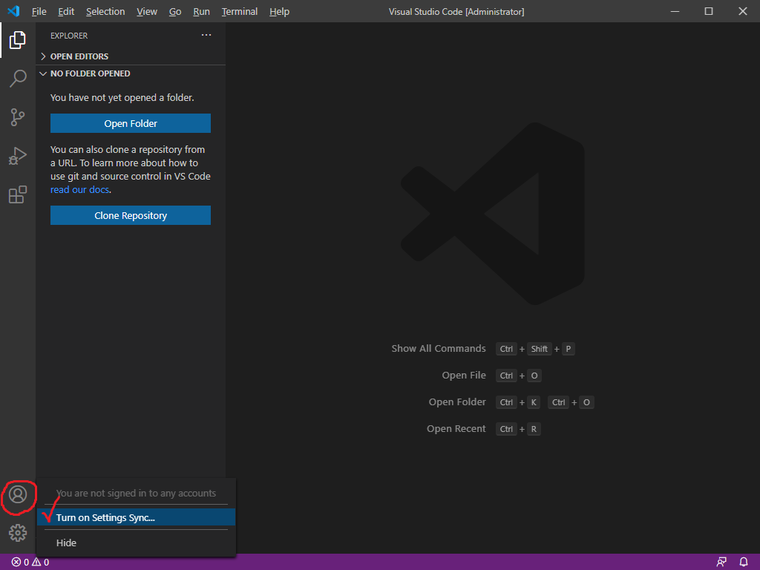 File Edit Selection View Go Run Terminal Help
Visual Studio Code [Administrator]
EXPLORER
OPEN EDITORS
NO FOLDER OPENED
You have not yet opened a folder.
Open Folder
You can also clone a repository from
a URL. To learn more about how to
use git and source control in VS Code
read our docs.
Clone Repository
Show All Commands Ctrl + Shift + P
Open File Ctrl + O
Open Folder Ctrl + K Ctrl + O
Open Recent Ctrl + R
You are not signed in to any accounts
Turn on Settings Sync...
Hide
0 0